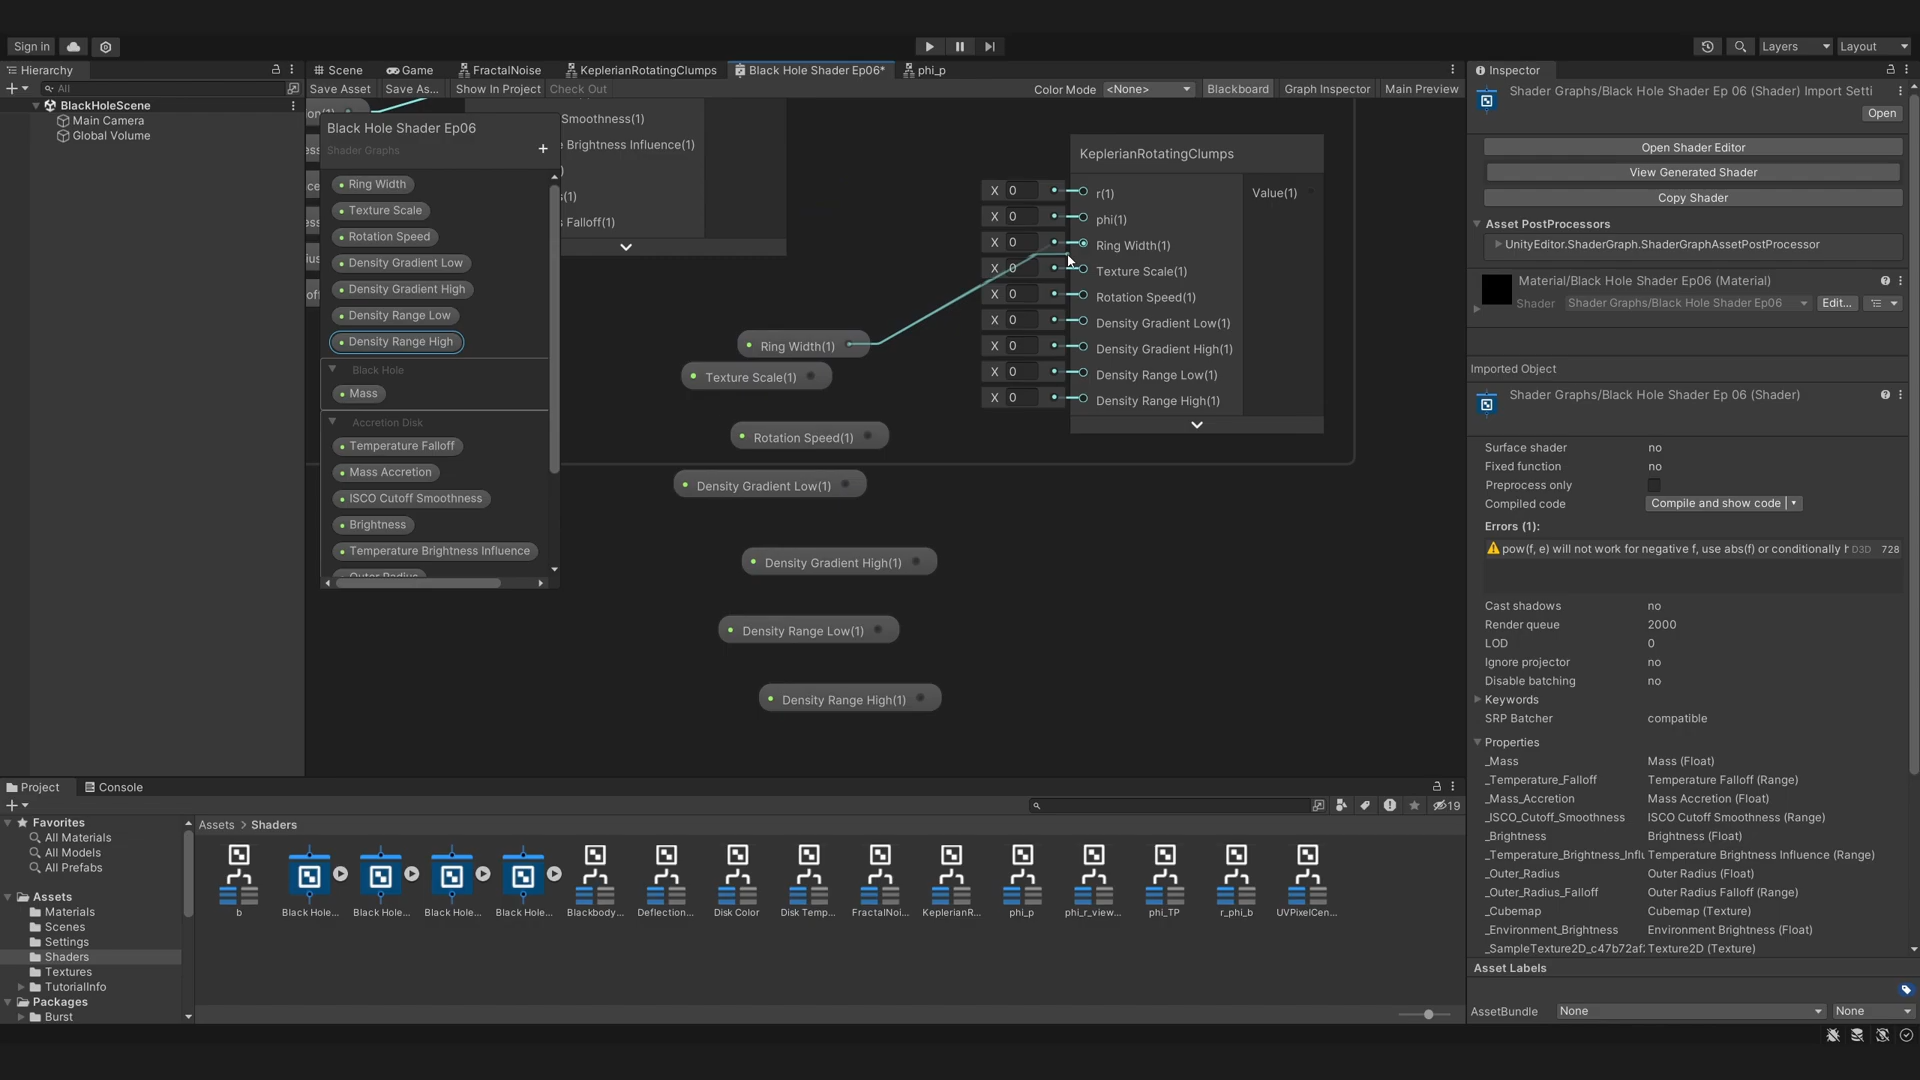 Sign in
Layers
Layout
Hierarchy
All
BlackHoleScene
Main Camera
Global Volume
Scene
Game
FractalNoise
KeplerianRotatingClumps
Black Hole Shader Ep06*
phi_p
Save Asset
Save As...
Show In Project
Check Out
Color Mode
<None>
Blackboard
Graph Inspector
Main Preview
Black Hole Shader Ep06
Shader Graphs
Ring Width
Texture Scale
Rotation Speed
Density Gradient Low
Density Gradient High
Density Range Low
Density Range High
Black Hole
Mass
Accretion Disk
Temperature Falloff
Mass Accretion
ISCO Cutoff Smoothness
Brightness
Temperature Brightness Influence
Outer Radius
Smoothness(1)
e Brightness Influence(1)
s(1)
s Falloff(1)
KeplerianRotatingClumps
X 0 r(1)
Value(1)
X 0 phi(1)
X 0 Ring Width(1)
X 0 Texture Scale(1)
X 0 Rotation Speed(1)
X 0 Density Gradient Low(1)
X 0 Density Gradient High(1)
X 0 Density Range Low(1)
X 0 Density Range High(1)
Ring Width(1)
Texture Scale(1)
Rotation Speed(1)
Density Gradient Low(1)
Density Gradient High(1)
Density Range Low(1)
Density Range High(1)
Inspector
Shader Graphs/Black Hole Shader Ep 06 (Shader) Import Setti
Open
Open Shader Editor
View Generated Shader
Copy Shader
Asset PostProcessors
UnityEditor.ShaderGraph.ShaderGraphAssetPostProcessor
Material/Black Hole Shader Ep06 (Material)
Shader
Shader Graphs/Black Hole Shader Ep06
Edit...
Imported Object
Shader Graphs/Black Hole Shader Ep 06 (Shader)
Surface shader no
Fixed function no
Preprocess only
Compiled code Compile and show code
Errors (1):
pow(f, e) will not work for negative f, use abs(f) or conditionally h D3D 728
Cast shadows no
Render queue 2000
LOD 0
Ignore projector no
Disable batching no
Keywords
SRP Batcher compatible
Properties
_Mass Mass (Float)
_Temperature_Falloff Temperature Falloff (Range)
_Mass_Accretion Mass Accretion (Float)
_ISCO_Cutoff_Smoothness ISCO Cutoff Smoothness (Range)
_Brightness Brightness (Float)
_Temperature_Brightness_Influ Temperature Brightness Influence (Range)
_Outer_Radius Outer Radius (Float)
_Outer_Radius_Falloff Outer Radius Falloff (Range)
_Cubemap Cubemap (Texture)
_Environment_Brightness Environment Brightness (Float)
_SampleTexture2D_c47b72af Texture2D (Texture)
Asset Labels
AssetBundle None None
Project
Console
19
Favorites
All Materials
All Models
All Prefabs
Assets
Materials
Scenes
Settings
Shaders
Textures
TutorialInfo
Packages
Burst
Assets > Shaders
b
Black Hole...
Black Hole...
Black Hole...
Black Hole...
Blackbody...
Deflection...
Disk Color
Disk Temp...
FractalNoi...
KeplerianR...
phi_p
phi_r_view...
phi_TP
r_phi_b
UVPixelCen...